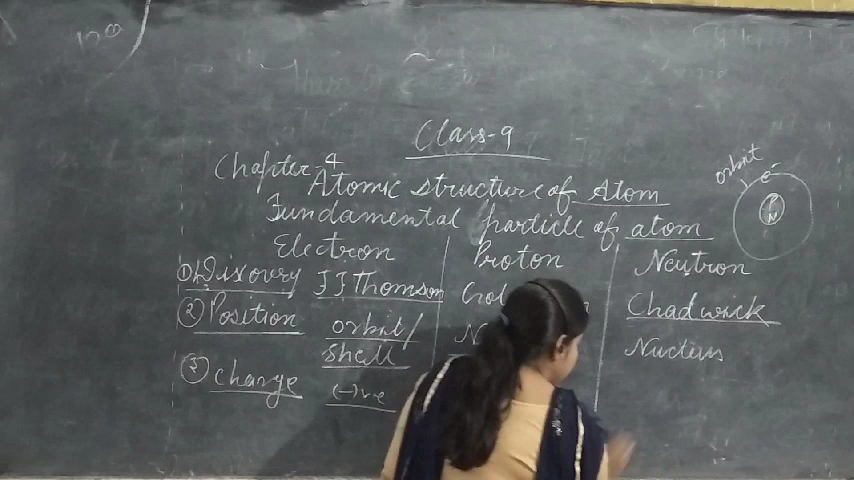 Class-9
Chapter-4
Atomic structure of Atom
Fundamental particle of atom
Electron Proton Neutron
① Discovery JJ Thomson Chadwick
② Position orbit/ shell Nucleus
③ charge (-)ve
orbit
e-
P
N